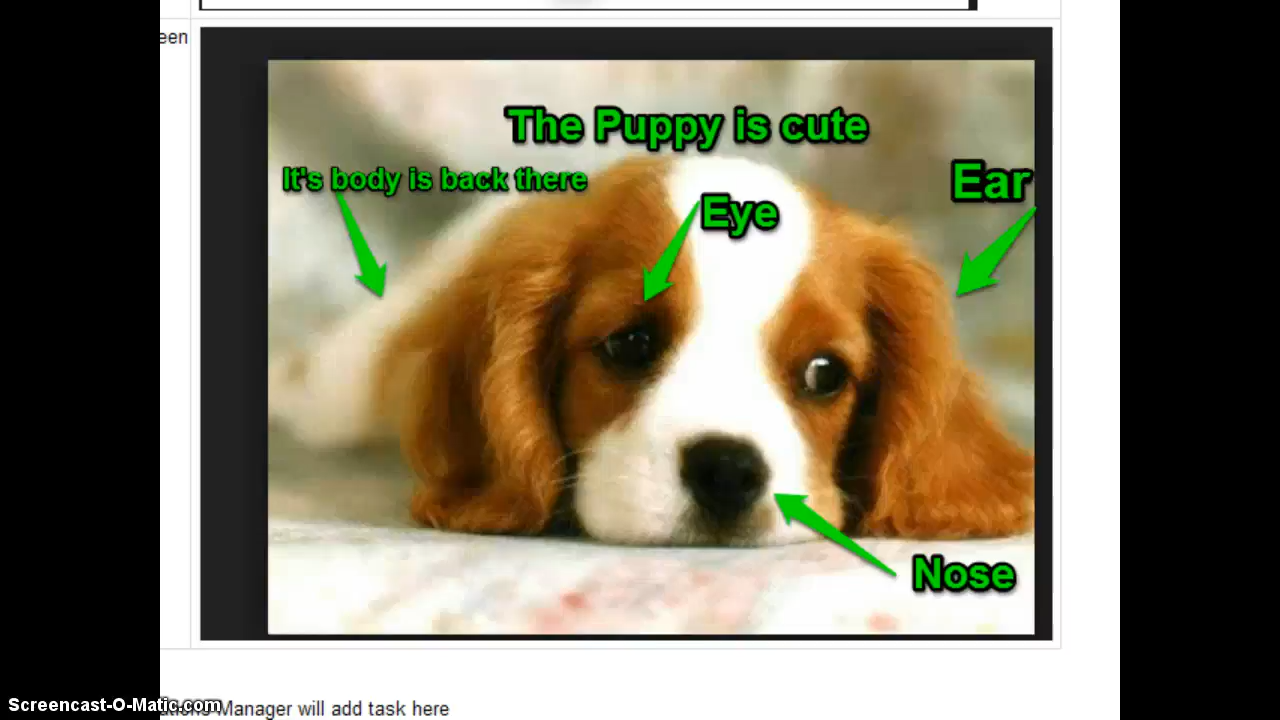 een
The Puppy is cute
It's body is back there
Ear
Eye
Nose
Screencast-O-Matic.com
Manager will add task here